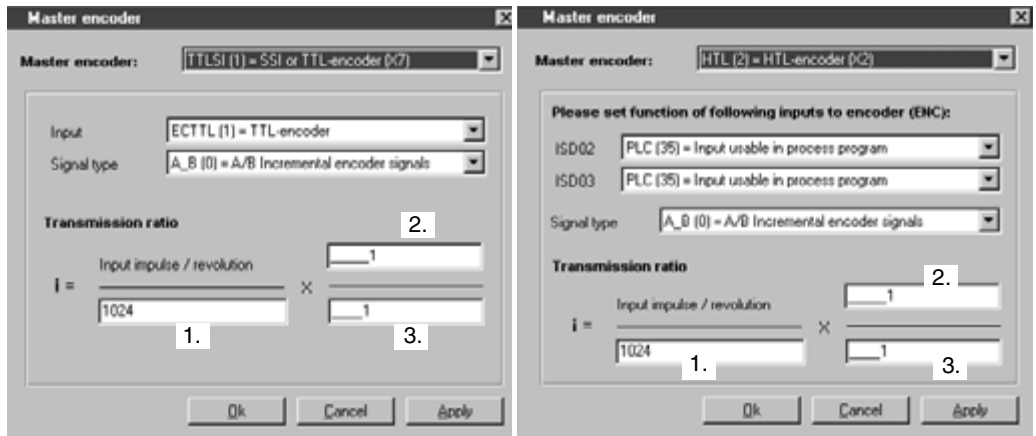 Master encoder
Master encoder: TTLSI (1) = SSI or TTL-encoder (X7)
Input ECTTL (1) = TTL-encoder
Signal type A_B (0) = A/B Incremental encoder signals
Transmission ratio
2.
_____1
Input impulse / revolution
i = x
1024 ____1
1. 3.
Ok Cancel Apply
Master encoder
Master encoder: HTL (2) = HTL-encoder (X2)
Please set function of following inputs to encoder (ENC):
ISD02 PLC (35) = Input usable in process program
ISD03 PLC (35) = Input usable in process program
Signal type A_B (0) = A/B Incremental encoder signals
Transmission ratio
2.
_____1
Input impulse / revolution
i = x
1024 ____1
1. 3.
Ok Cancel Apply